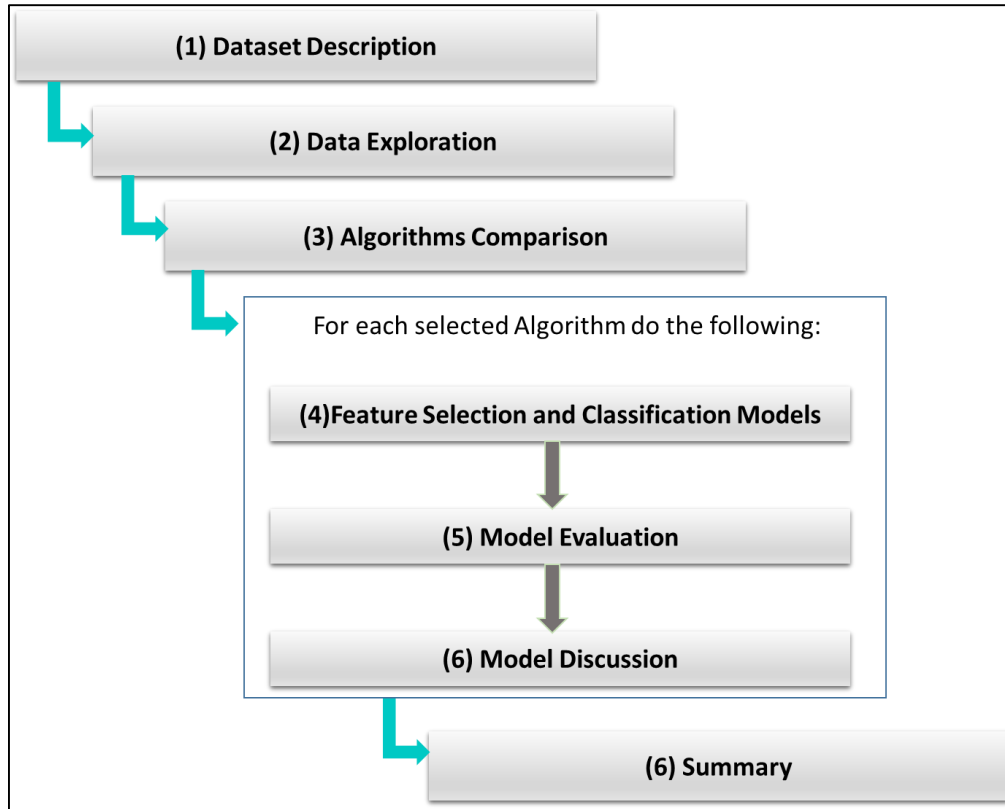 (1) Dataset Description
(2) Data Exploration
(3) Algorithms Comparison
For each selected Algorithm do the following:
(4)Feature Selection and Classification Models
(5) Model Evaluation
(6) Model Discussion
(6) Summary